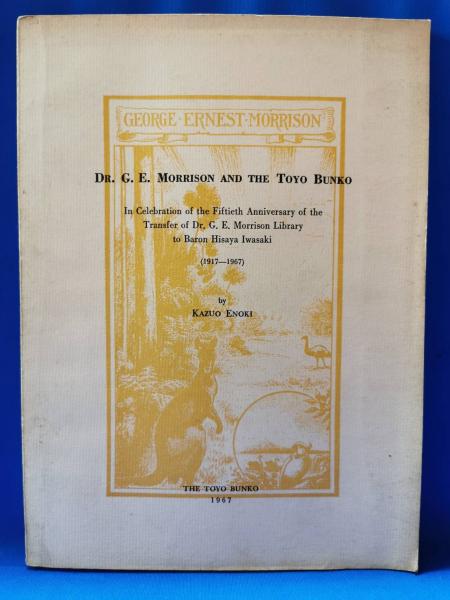 GEORGE·ERNEST·MORRISON
DR. G. E. MORRISON AND THE TOYO BUNKO
In Celebration of the Fiftieth Anniversary of the
Transfer of Dr. G. E. Morrison Library
to Baron Hisaya Iwasaki
(1917—1967)
by
KAZUO ENOKI
THE TOYO BUNKO
1967